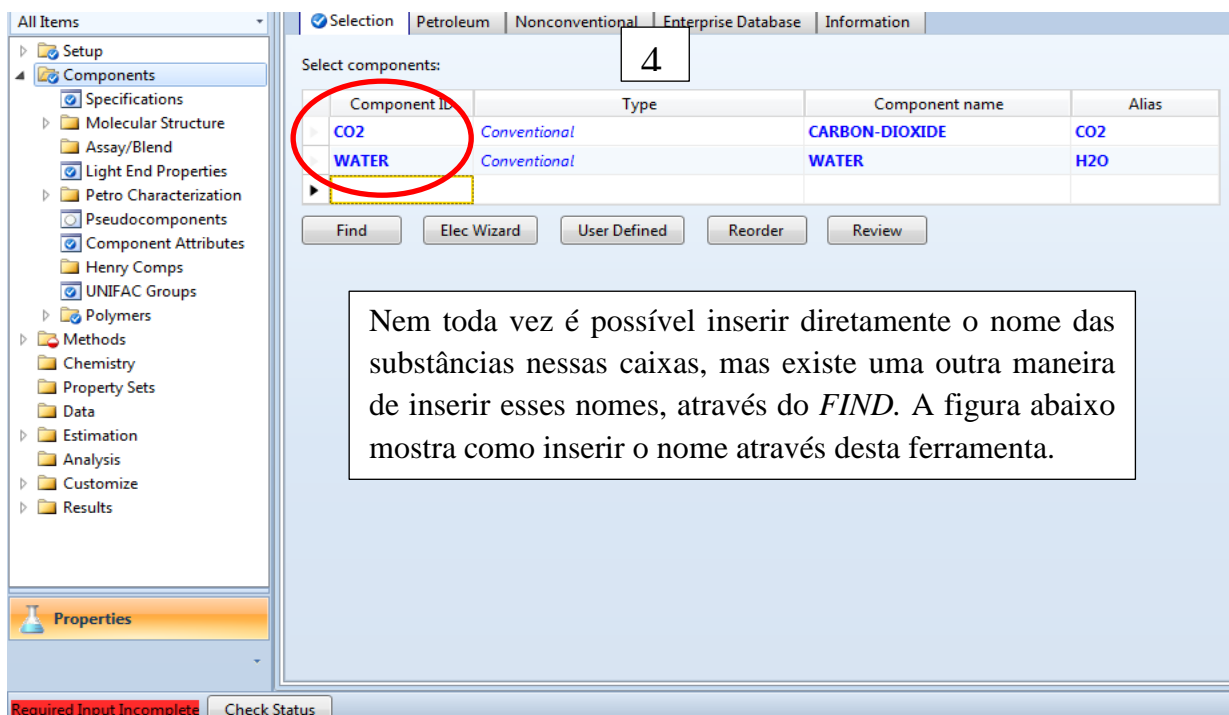 All Items
Setup
Components
Specifications
Molecular Structure
Assay/Blend
Light End Properties
Petro Characterization
Pseudocomponents
Component Attributes
Henry Comps
UNIFAC Groups
Polymers
Methods
Chemistry
Property Sets
Data
Estimation
Analysis
Customize
Results
Properties
Selection Petroleum Nonconventional Enterprise Database Information
4
Select components:
Component ID Type Component name Alias
CO2 Conventional CARBON-DIOXIDE CO2
WATER Conventional WATER H2O
Find Elec Wizard User Defined Reorder Review
Nem toda vez é possível inserir diretamente o nome das
substâncias nessas caixas, mas existe uma outra maneira
de inserir esses nomes, através do FIND. A figura abaixo
mostra como inserir o nome através desta ferramenta.
Required Input Incomplete Check Status